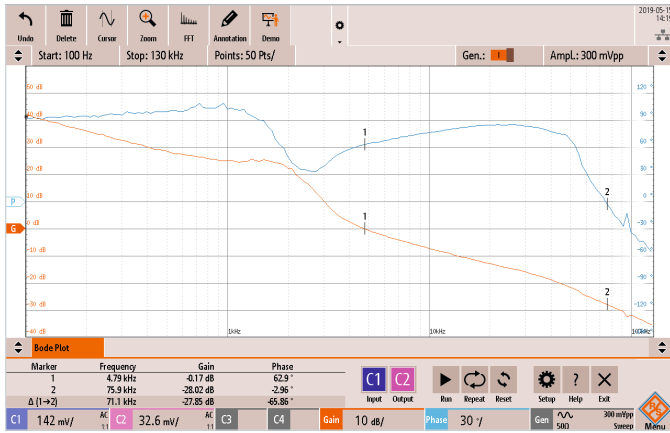 2019-05-15
14:15
Undo Delete Cursor Zoom FFT Annotation Demo
Start: 100 Hz Stop: 130 kHz Points: 50 Pts/ Gen.: I Ampl.: 300 mVpp
50 dB 120 °
40 dB 90 °
30 dB 60 °
20 dB 30 °
10 dB 0 °
0 dB -30 °
-10 dB -60 °
-20 dB -90 °
-30 dB -120 °
-40 dB
P
G
1
1
2
2
1kHz 10kHz
Bode Plot
Marker Frequency Gain Phase
1 4.79 kHz -0.17 dB 62.9 °
2 75.9 kHz -28.02 dB -2.96 °
Δ (1→2) 71.1 kHz -27.85 dB -65.86 °
C1 C2
Input Output Run Repeat Reset Setup Help Exit
C1 142 mV/ AC 1:1 C2 32.6 mV/ AC 1:1 C3 C4 Gain 10 dB/ Phase 30 °/ Gen 50Ω 300 mVpp Sweep Menu